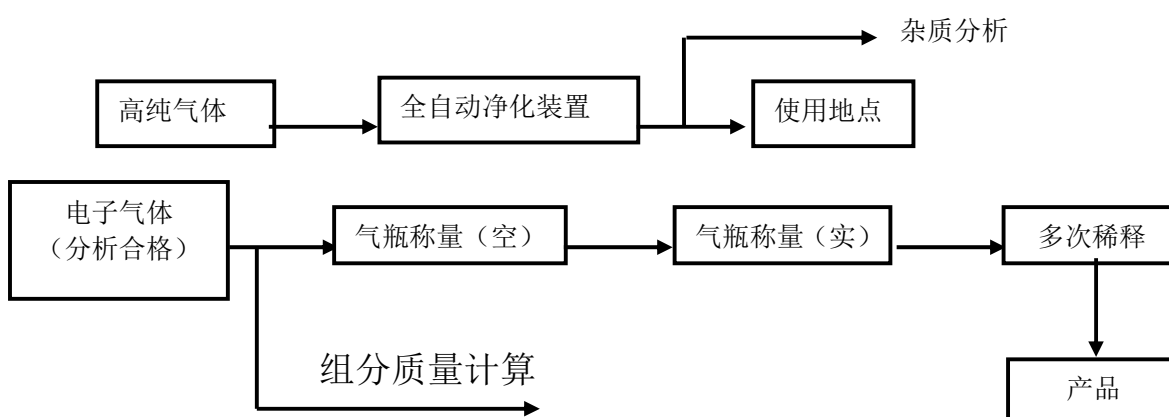 杂质分析
高纯气体
全自动净化装置
使用地点
电子气体
（分析合格）
气瓶称量（空）
气瓶称量（实）
多次稀释
组分质量计算
产品